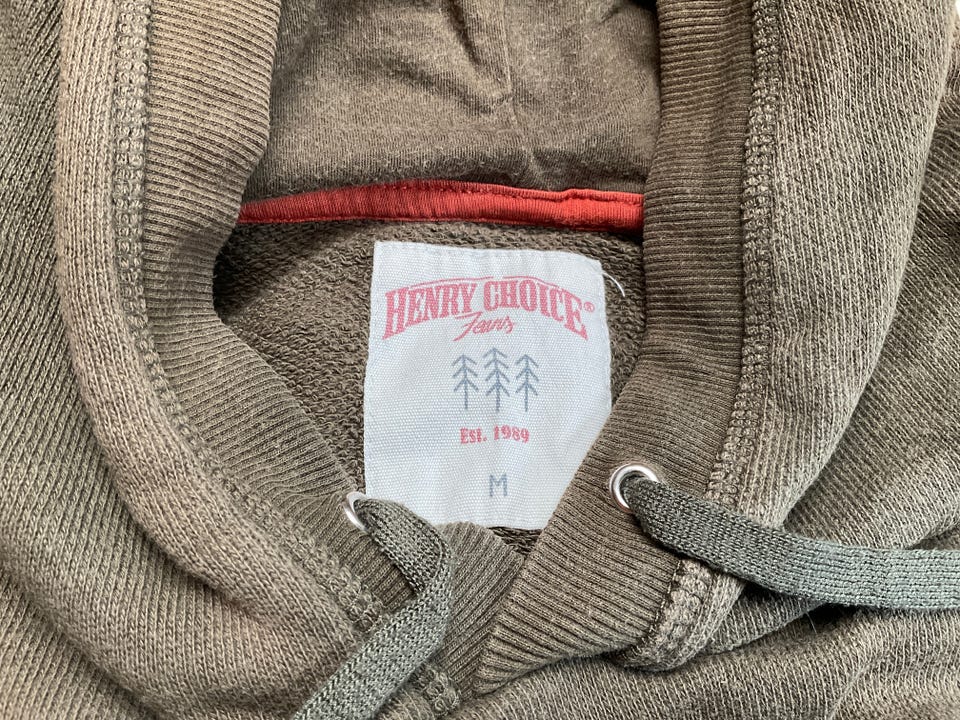 HENRY CHOICE®
Jeans
Est. 1989
M